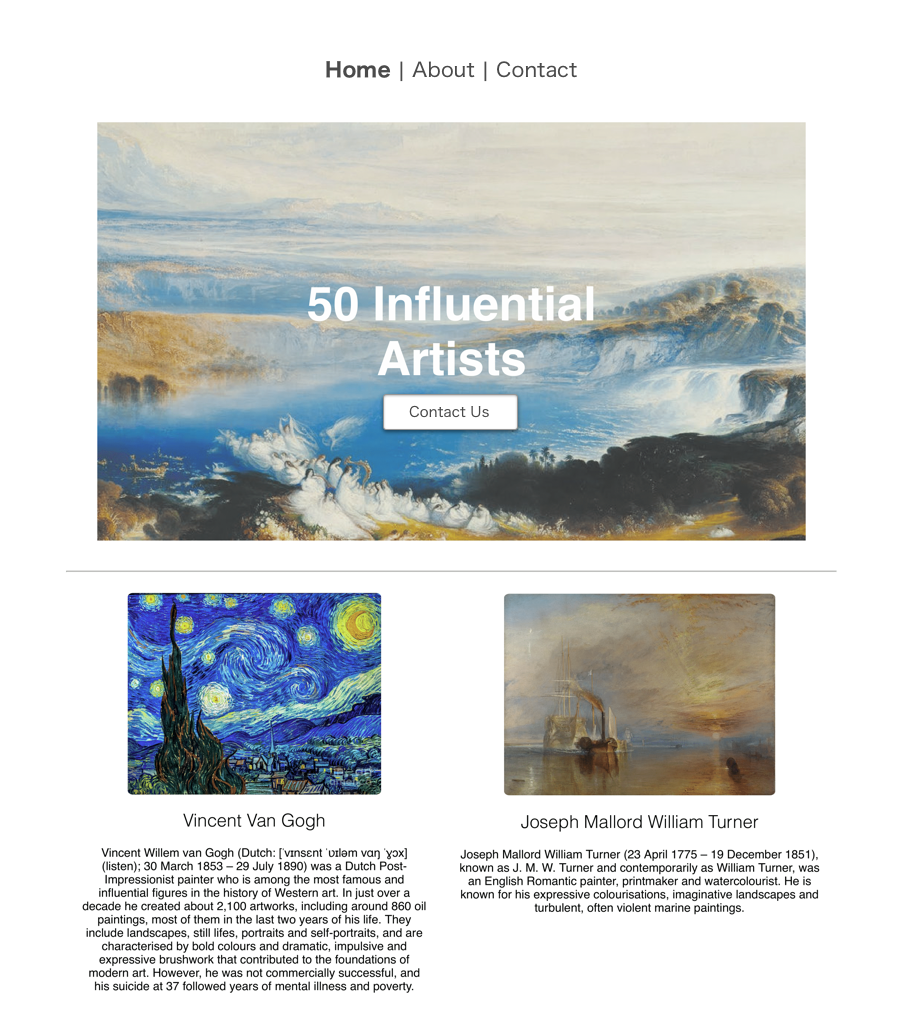 Home | About | Contact
50 Influential
Artists
Contact Us
Vincent Van Gogh
Vincent Willem van Gogh (Dutch: [ˈvɪnsɛnt ˈʋɪləm vɑŋ ˈɣɔx]
(listen); 30 March 1853 – 29 July 1890) was a Dutch Post-
Impressionist painter who is among the most famous and
influential figures in the history of Western art. In just over a
decade he created about 2,100 artworks, including around 860 oil
paintings, most of them in the last two years of his life. They
include landscapes, still lifes, portraits and self-portraits, and are
characterised by bold colours and dramatic, impulsive and
expressive brushwork that contributed to the foundations of
modern art. However, he was not commercially successful, and
his suicide at 37 followed years of mental illness and poverty.
Joseph Mallord William Turner
Joseph Mallord William Turner (23 April 1775 – 19 December 1851),
known as J. M. W. Turner and contemporarily as William Turner, was
an English Romantic painter, printmaker and watercolourist. He is
known for his expressive colourisations, imaginative landscapes and
turbulent, often violent marine paintings.